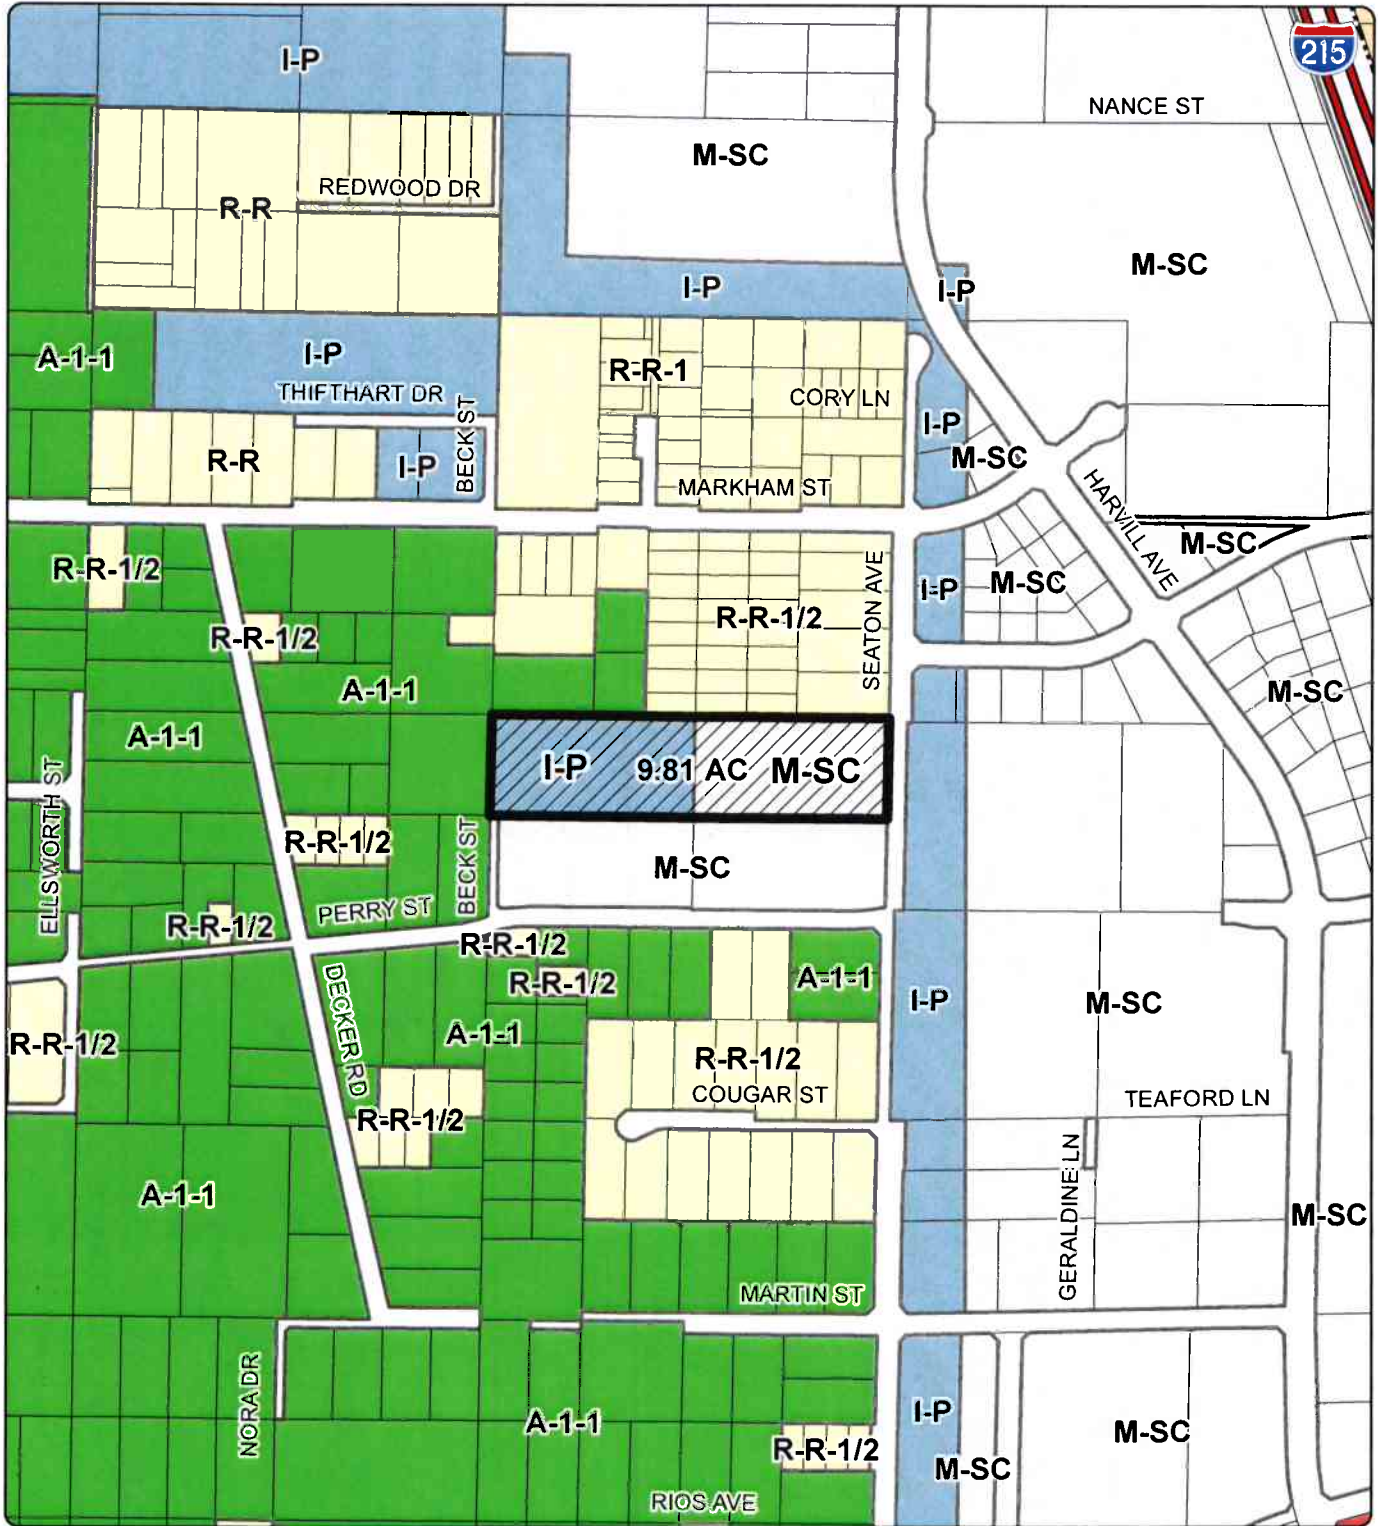 I-P
215
NANCE ST
M-SC
REDWOOD DR
R-R
M-SC
I-P
I-P
A-1-1
I-P
THIFTHART DR
R-R-1
CORY LN
BECK ST
I-P
R-R
I-P
M-SC
MARKHAM ST
HARVILL AVE
M-SC
R-R-1/2
I-P
M-SC
R-R-1/2
R-R-1/2
SEATON AVE
A-1-1
M-SC
A-1-1
I-P
9.81 AC
M-SC
ELLSWORTH ST
R-R-1/2
BECK ST
M-SC
PERRY ST
R-R-1/2
R-R-1/2
R-R-1/2
A-1-1
DECKER RD
I-P
M-SC
A-1-1
R-R-1/2
R-R-1/2
COUGAR ST
TEAFORD LN
R-R-1/2
GERALDINE LN
A-1-1
M-SC
MARTIN ST
NORA DR
A-1-1
I-P
M-SC
R-R-1/2
M-SC
RIOS AVE